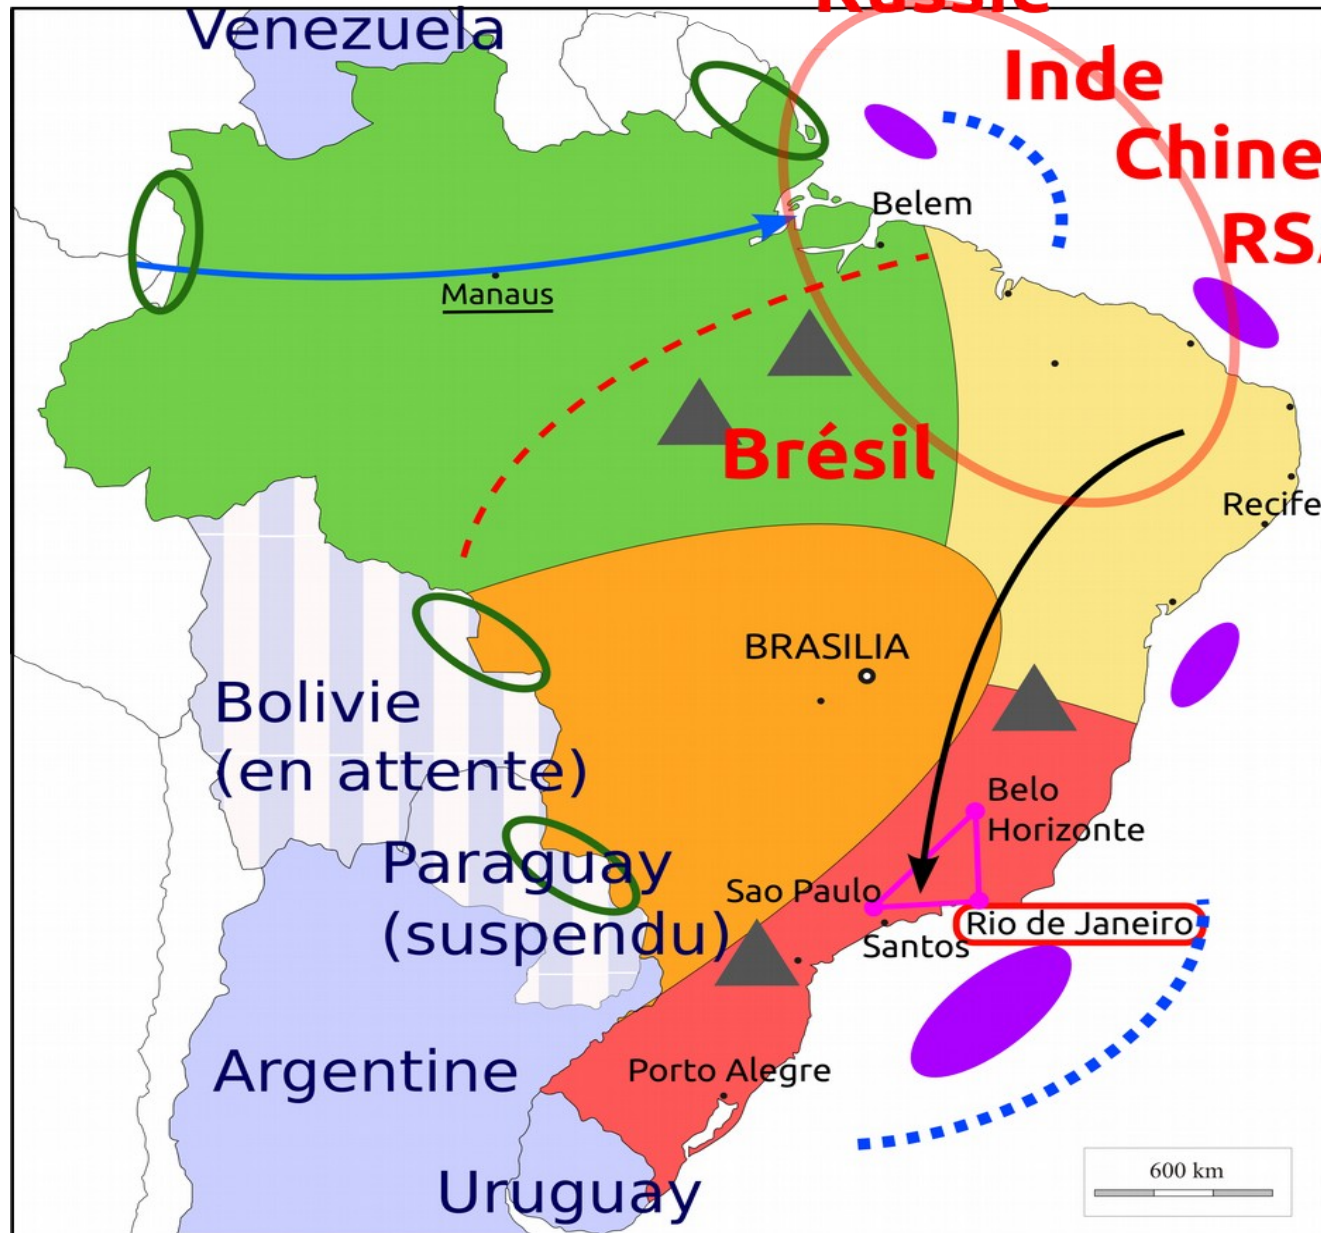 Venezuela
Russie
Inde
Chine
Belem
Manaus
Brésil
Recife
BRASILIA
Bolivie
(en attente)
Belo
Horizonte
Paraguay
(suspendu)
Sao Paulo
Rio de Janeiro
Santos
Argentine
Porto Alegre
Uruguay
600 km